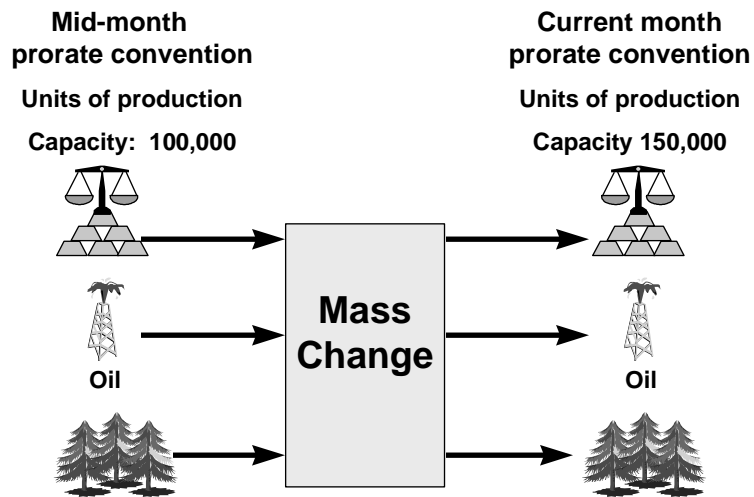 Mid-month
prorate convention
Units of production
Capacity: 100,000
Current month
prorate convention
Units of production
Capacity 150,000
Mass
Change
Oil
Oil